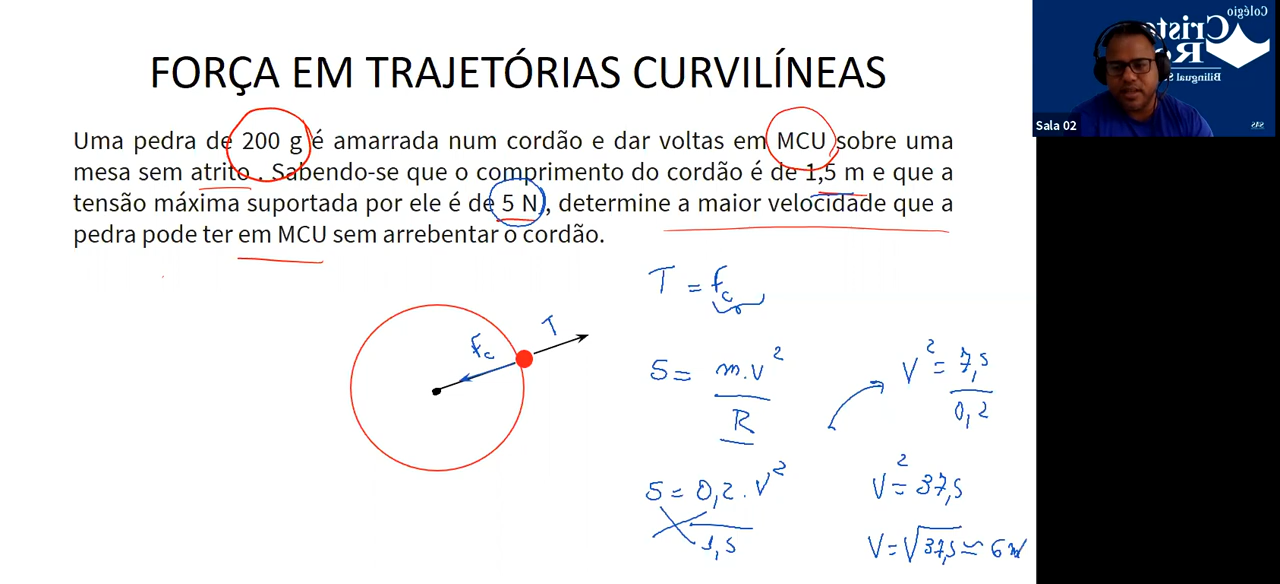 FORÇA EM TRAJETÓRIAS CURVILÍNEAS
Uma pedra de 200 g é amarrada num cordão e dar voltas em MCU sobre uma
mesa sem atrito . Sabendo-se que o comprimento do cordão é de 1,5 m e que a
tensão máxima suportada por ele é de 5 N , determine a maior velocidade que a
pedra pode ter em MCU sem arrebentar o cordão.
T = Fc
T
Fc
5 = m.V²/R
V² = 7,5/0,2
5 = 0,2 . V²/1,5
V² = 37,5
V = √37,5 ≃ 6 m
Colégio
Crist
R
Bilingual S
Sala 02
SAS